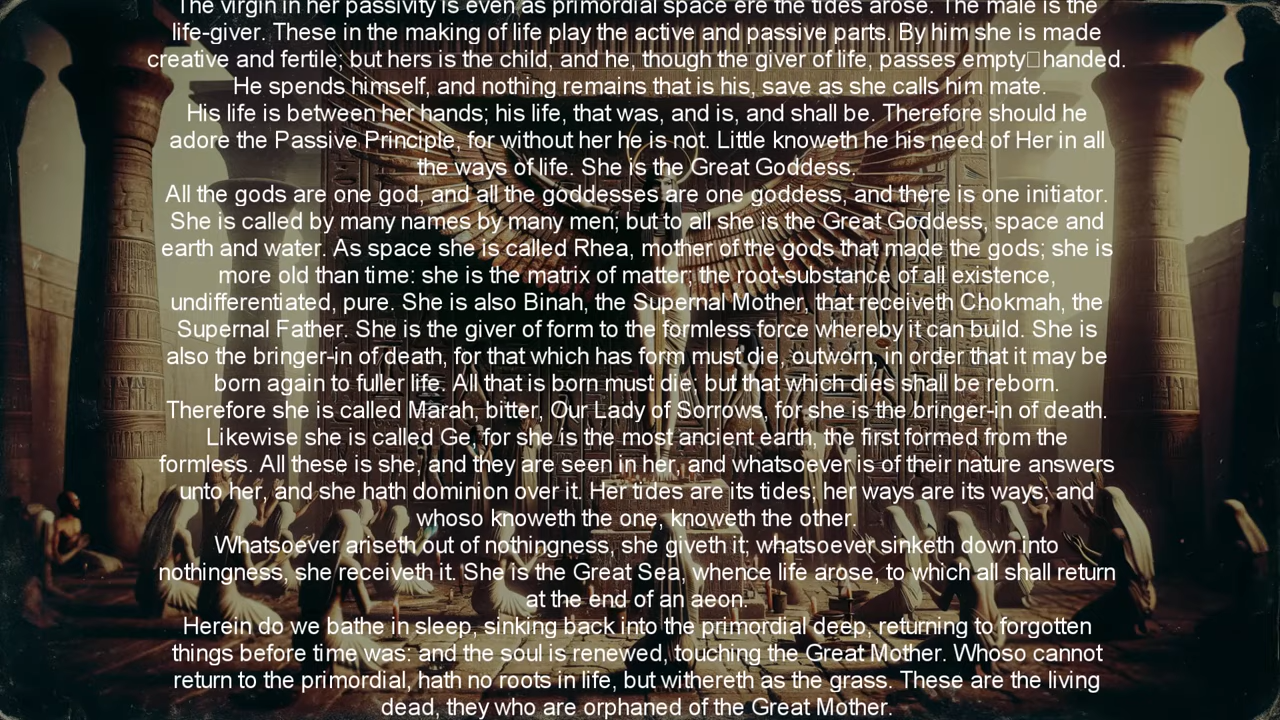 The virgin in her passivity is even as primordial space ere the tides arose. The male is the
life-giver. These in the making of life play the active and passive parts. By him she is made
creative and fertile; but hers is the child, and he, though the giver of life, passes empty□handed.
He spends himself, and nothing remains that is his, save as she calls him mate.
His life is between her hands; his life, that was, and is, and shall be. Therefore should he
adore the Passive Principle, for without her he is not. Little knoweth he his need of Her in all
the ways of life. She is the Great Goddess.
All the gods are one god, and all the goddesses are one goddess, and there is one initiator.
She is called by many names by many men; but to all she is the Great Goddess, space and
earth and water. As space she is called Rhea, mother of the gods that made the gods; she is
more old than time: she is the matrix of matter; the root-substance of all existence,
undifferentiated, pure. She is also Binah, the Supernal Mother, that receiveth Chokmah, the
Supernal Father. She is the giver of form to the formless force whereby it can build. She is
also the bringer-in of death, for that which has form must die, outworn, in order that it may be
born again to fuller life. All that is born must die; but that which dies shall be reborn.
Therefore she is called Marah, bitter, Our Lady of Sorrows, for she is the bringer-in of death.
Likewise she is called Ge, for she is the most ancient earth, the first formed from the
formless. All these is she, and they are seen in her, and whatsoever is of their nature answers
unto her, and she hath dominion over it. Her tides are its tides; her ways are its ways; and
whoso knoweth the one, knoweth the other.
Whatsoever ariseth out of nothingness, she giveth it; whatsoever sinketh down into
nothingness, she receiveth it. She is the Great Sea, whence life arose, to which all shall return
at the end of an aeon.
Herein do we bathe in sleep, sinking back into the primordial deep, returning to forgotten
things before time was: and the soul is renewed, touching the Great Mother. Whoso cannot
return to the primordial, hath no roots in life, but withereth as the grass. These are the living
dead, they who are orphaned of the Great Mother.